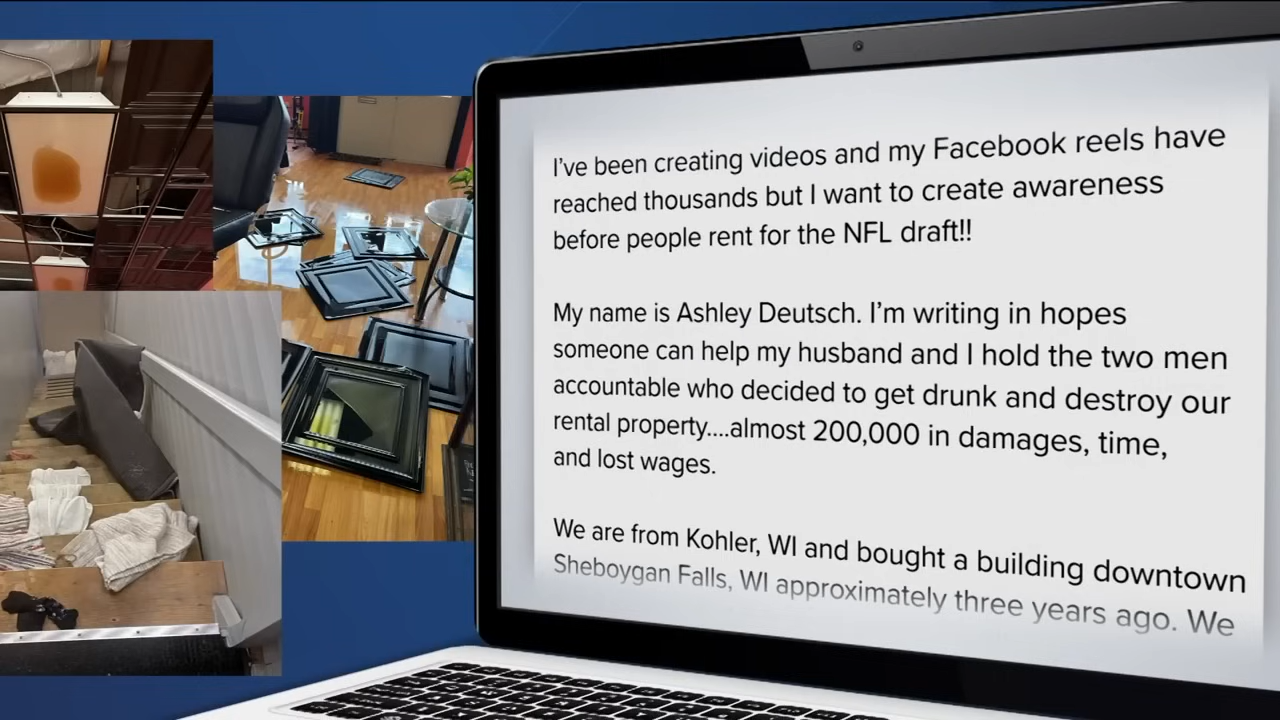 I've been creating videos and my Facebook reels have
reached thousands but I want to create awareness
before people rent for the NFL draft!!
My name is Ashley Deutsch. I'm writing in hopes
someone can help my husband and I hold the two men
accountable who decided to get drunk and destroy our
rental property....almost 200,000 in damages, time,
and lost wages.
We are from Kohler, WI and bought a building downtown
Sheboygan Falls, WI approximately three years ago. We